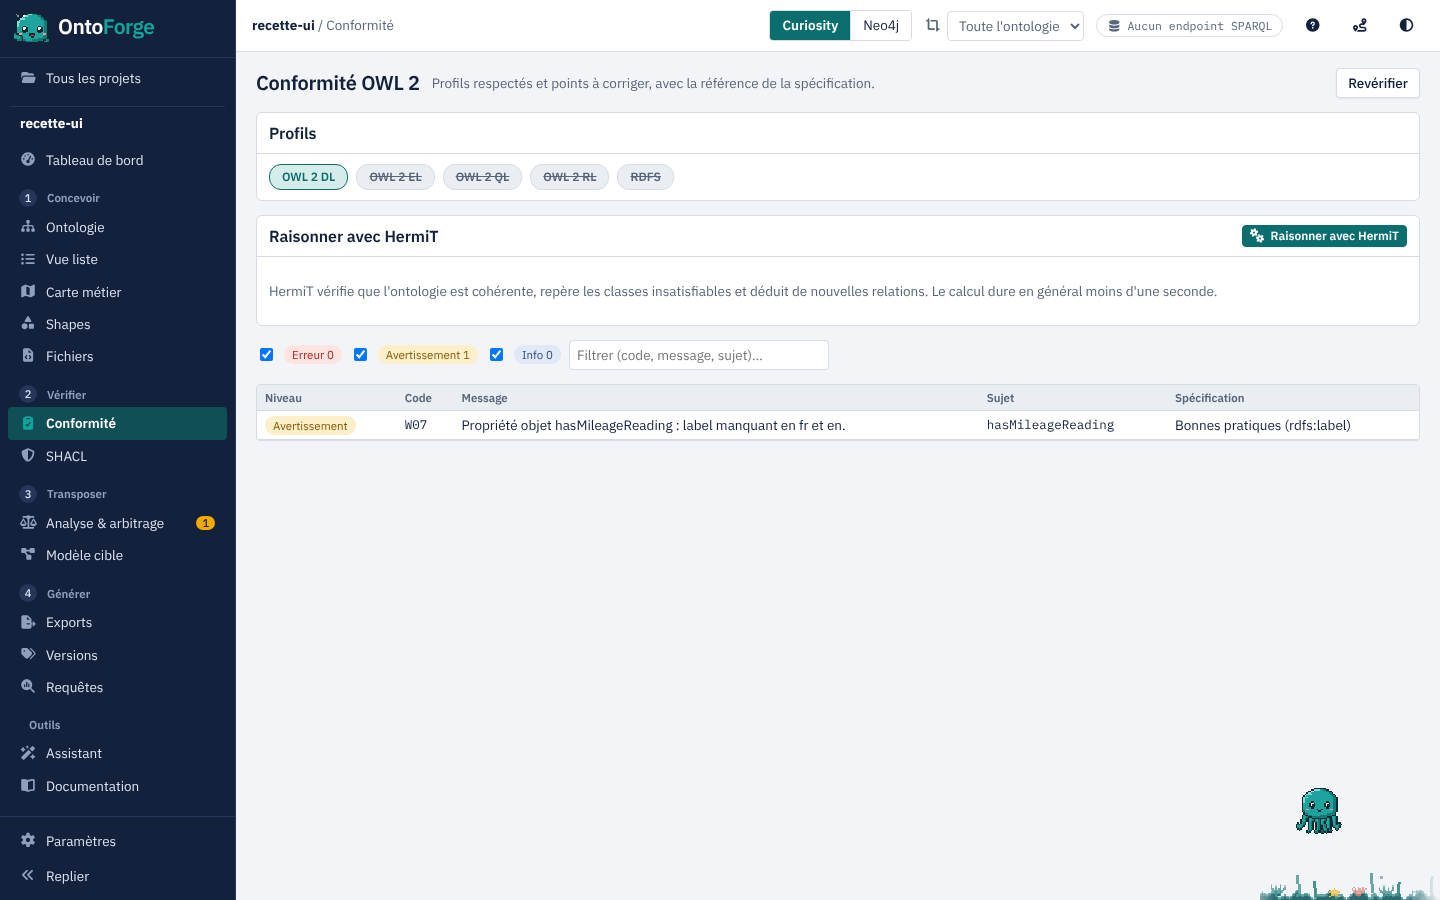 OntoForge
Tous les projets
recette-ui
Tableau de bord
1 Concevoir
Ontologie
Vue liste
Carte métier
Shapes
Fichiers
2 Vérifier
Conformité
SHACL
3 Transposer
Analyse & arbitrage 1
Modèle cible
4 Générer
Exports
Versions
Requêtes
Outils
Assistant
Documentation
Paramètres
Replier
recette-ui / Conformité
Curiosity Neo4j Toute l'ontologie Aucun endpoint SPARQL
Conformité OWL 2 Profils respectés et points à corriger, avec la référence de la spécification. Revérifier
Profils
OWL 2 DL OWL 2 EL OWL 2 QL OWL 2 RL RDFS
Raisonner avec HermiT Raisonner avec HermiT
HermiT vérifie que l'ontologie est cohérente, repère les classes insatisfiables et déduit de nouvelles relations. Le calcul dure en général moins d'une seconde.
Erreur 0 Avertissement 1 Info 0 Filtrer (code, message, sujet)...
Niveau Code Message Sujet Spécification
Avertissement W07 Propriété objet hasMileageReading : label manquant en fr et en. hasMileageReading Bonnes pratiques (rdfs:label)